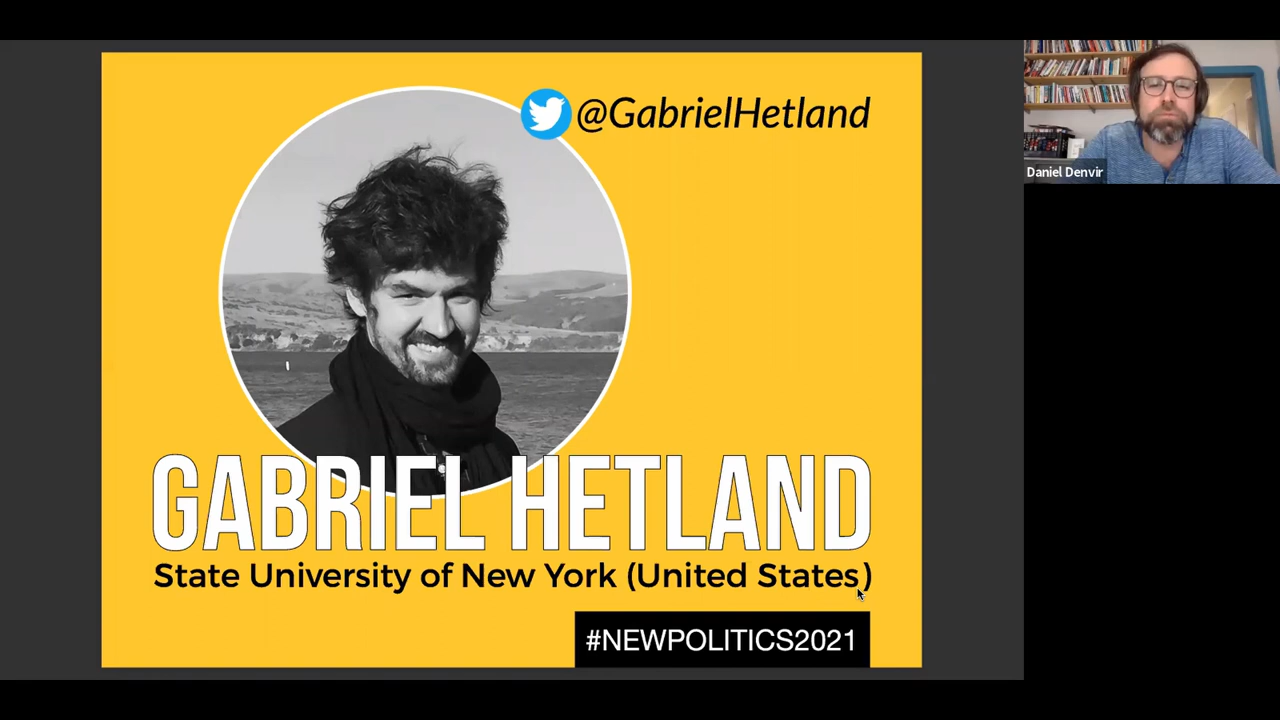 @GabrielHetland
Daniel Denvir
GABRIEL HETLAND
State University of New York (United States)
#NEWPOLITICS2021